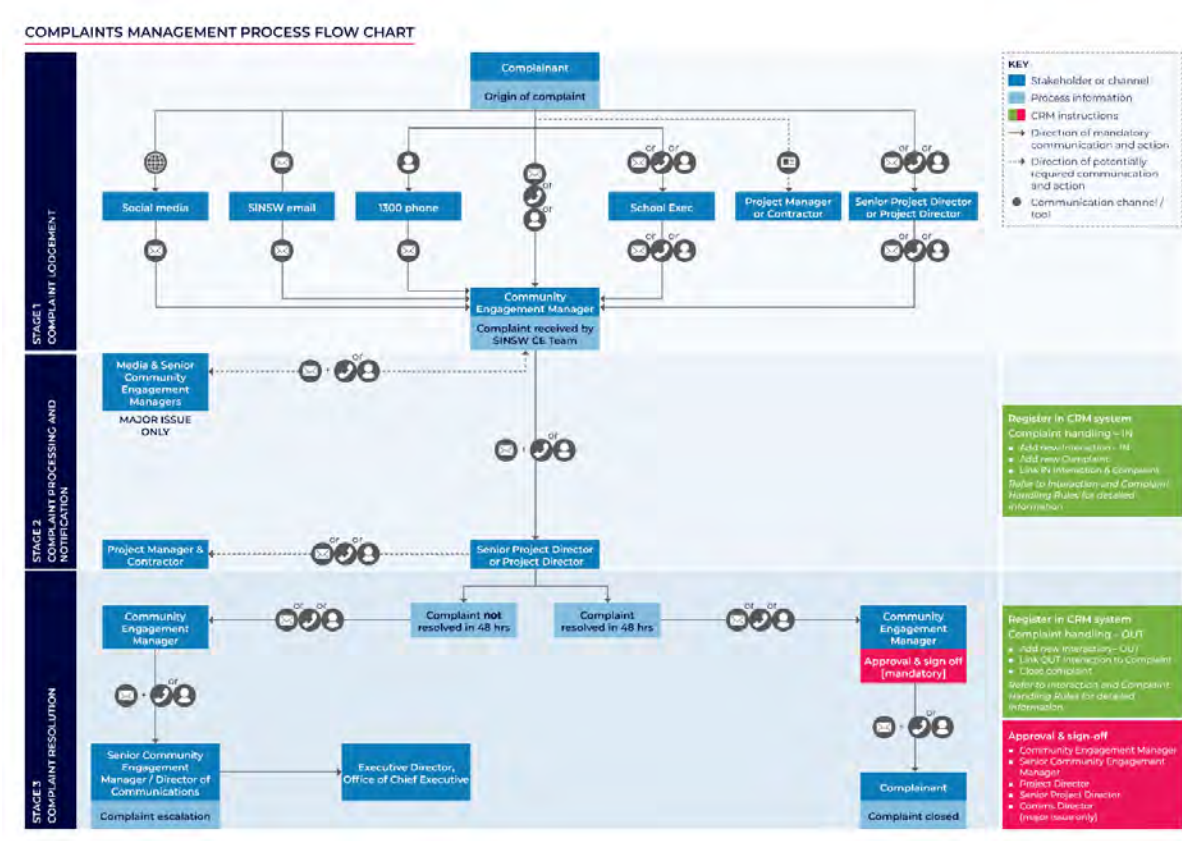 COMPLAINTS MANAGEMENT PROCESS FLOW CHART
STAGE 1
COMPLAINT LODGEMENT
Complainant
Origin of complaint
or
or
or
or
or
or
or
Social media
SINSW email
1300 phone
School Exec
Project Manager
or Contractor
Senior Project Director
or Project Director
or
or
or
or
Community
Engagement Manager
Complaint received by
SINSW CE Team
KEY
Stakeholder or channel
Process information
CRM instructions
Direction of mandatory
communication and action
Direction of potentially
required communication
and action
Communication channel /
tool
STAGE 2
COMPLAINT PROCESSING AND
NOTIFICATION
Media & Senior
Community
Engagement
Managers
MAJOR ISSUE
ONLY
+
or
+
or
Project Manager &
Contractor
or
or
Senior Project Director
or Project Director
Register in CRM system
Complaint handling – IN
▪ Add new Interaction – IN
▪ Add new Complaint
▪ Link IN Interaction & Complaint
Refer to Interaction and Complaint
Handling Rules for detailed
information
STAGE 3
COMPLAINT RESOLUTION
Community
Engagement
Manager
or
or
Complaint not
resolved in 48 hrs
Complaint
resolved in 48 hrs
or
or
Community
Engagement
Manager
Approval & sign off
[mandatory]
+
or
+
or
Senior Community
Engagement
Manager / Director of
Communications
Complaint escalation
Executive Director,
Office of Chief Executive
Complainent
Complaint closed
Register in CRM system
Complaint handling – OUT
▪ Add new Interaction – OUT
▪ Link OUT Interaction to Complaint
▪ Close complaint
Refer to Interaction and Complaint
Handling Rules for detailed
information
Approval & sign-off
▪ Community Engagement Manager
▪ Senior Community Engagement
Manager
▪ Project Director
▪ Senior Project Director
▪ Comms Director
(major issue only)